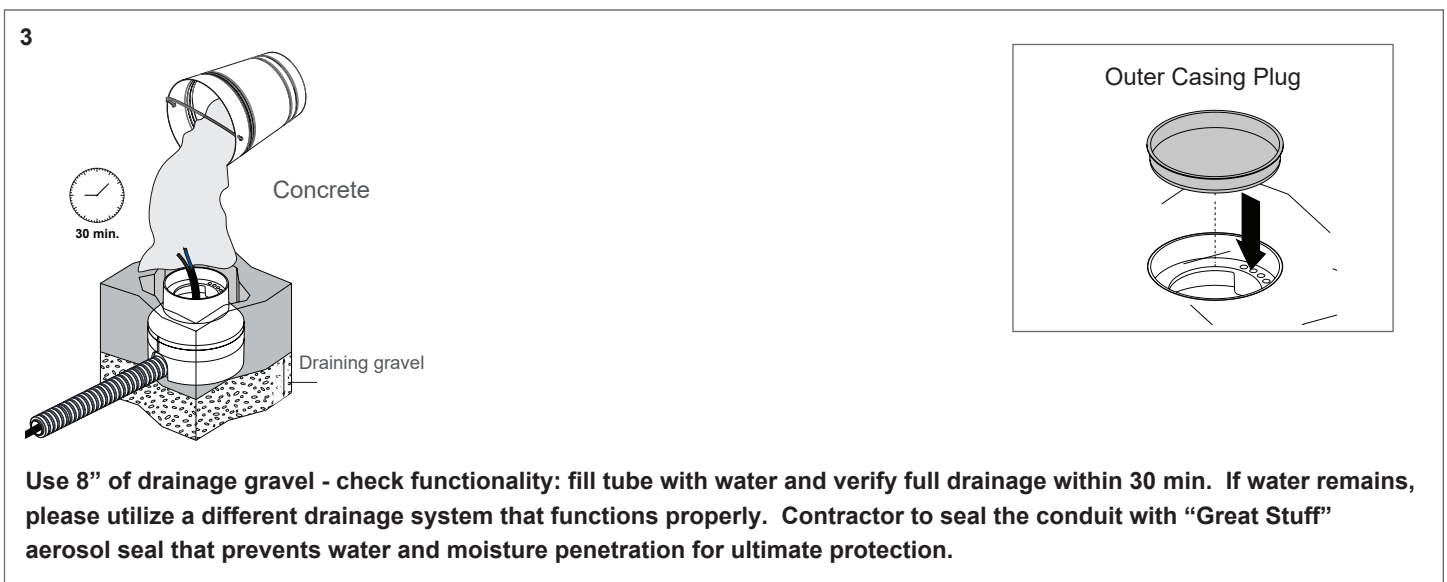 3
Outer Casing Plug
Concrete
30 min.
Draining gravel
Use 8” of drainage gravel - check functionality: fill tube with water and verify full drainage within 30 min.  If water remains,
please utilize a different drainage system that functions properly.  Contractor to seal the conduit with “Great Stuff”
aerosol seal that prevents water and moisture penetration for ultimate protection.